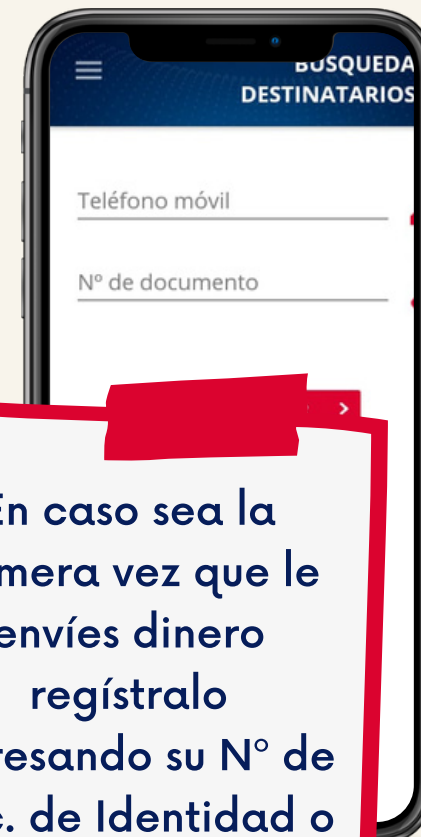 BUSQUEDA
DESTINATARIOS
Teléfono móvil
Nº de documento
En caso sea la
mera vez que le
envíes dinero
regístralo
resando su Nº de
c. de Identidad o